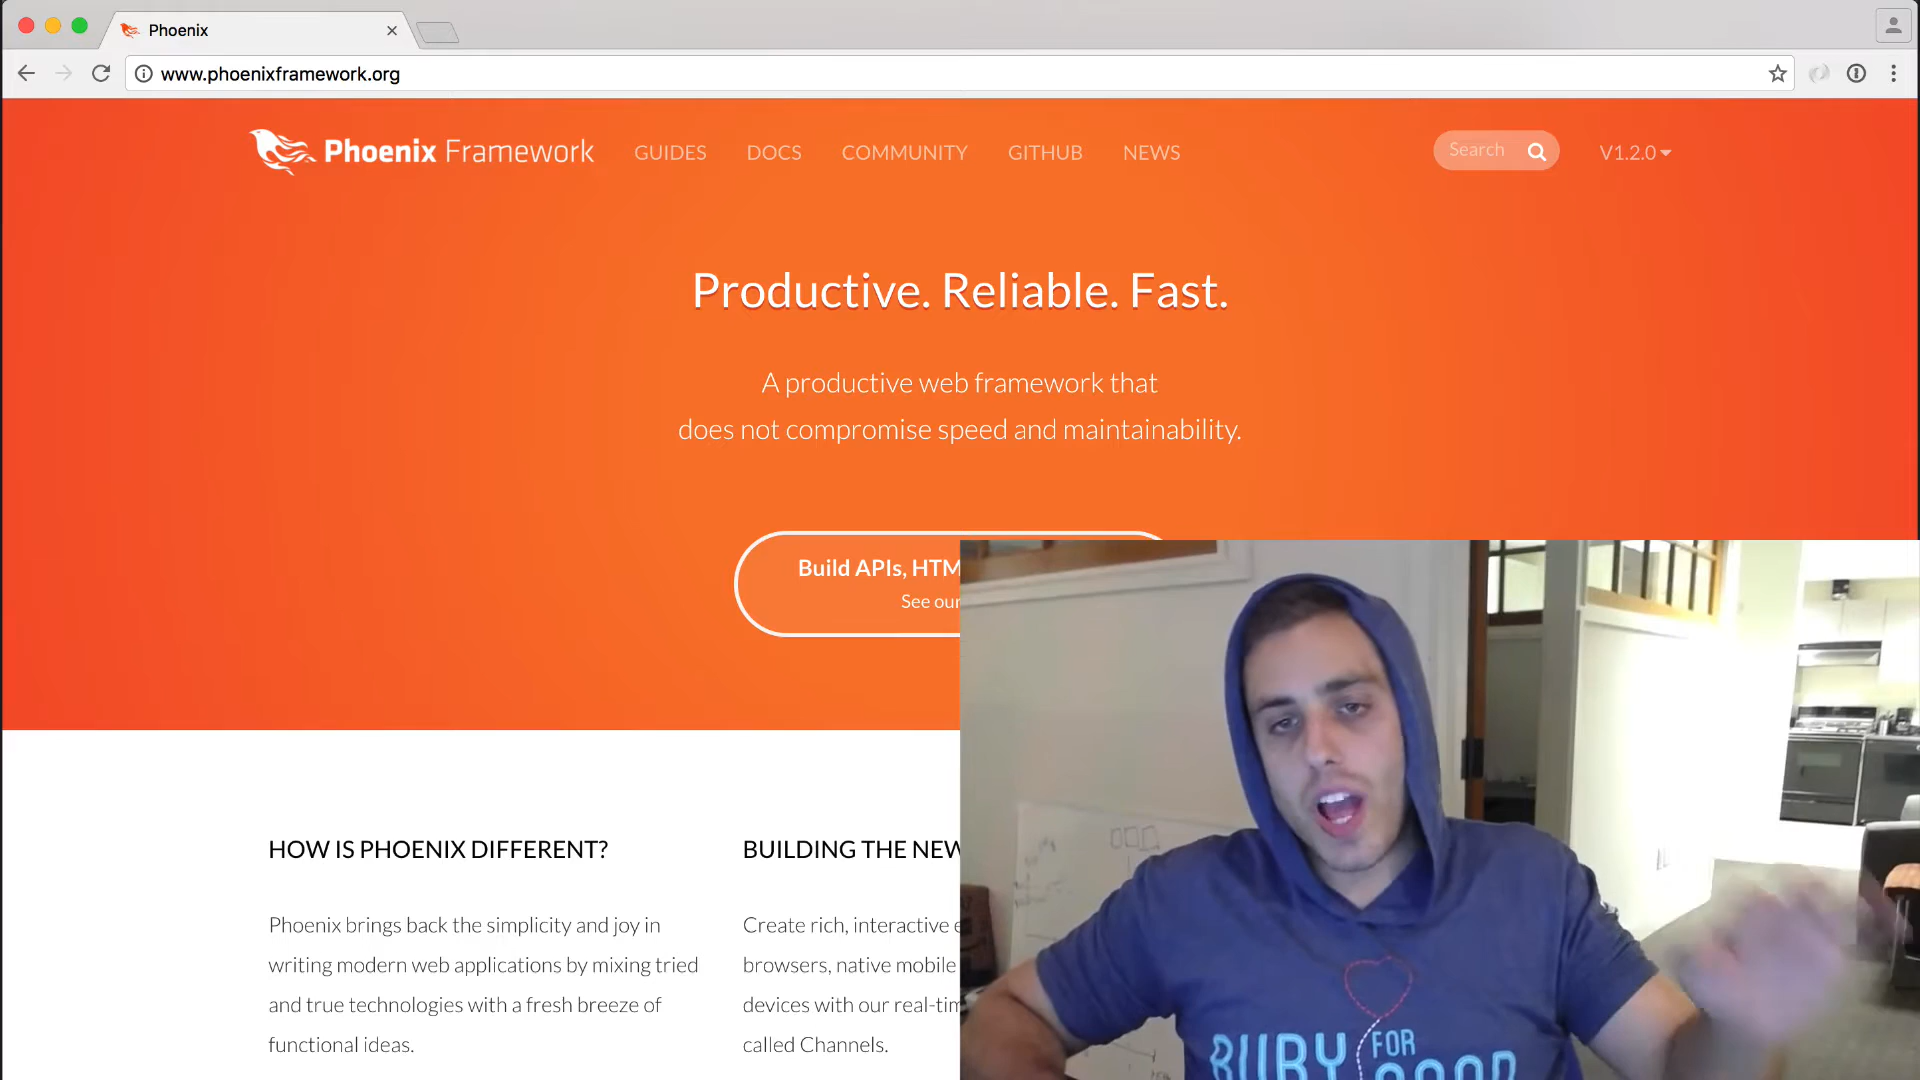 Phoenix
www.phoenixframework.org
Phoenix Framework GUIDES DOCS COMMUNITY GITHUB NEWS Search V1.2.0
Productive. Reliable. Fast.
A productive web framework that
does not compromise speed and maintainability.
Build APIs, HTM
See our
HOW IS PHOENIX DIFFERENT?
Phoenix brings back the simplicity and joy in
writing modern web applications by mixing tried
and true technologies with a fresh breeze of
functional ideas.
BUILDING THE NEW
Create rich, interactive e
browsers, native mobile
devices with our real-tim
called Channels.
RUBY FOR
GOOD